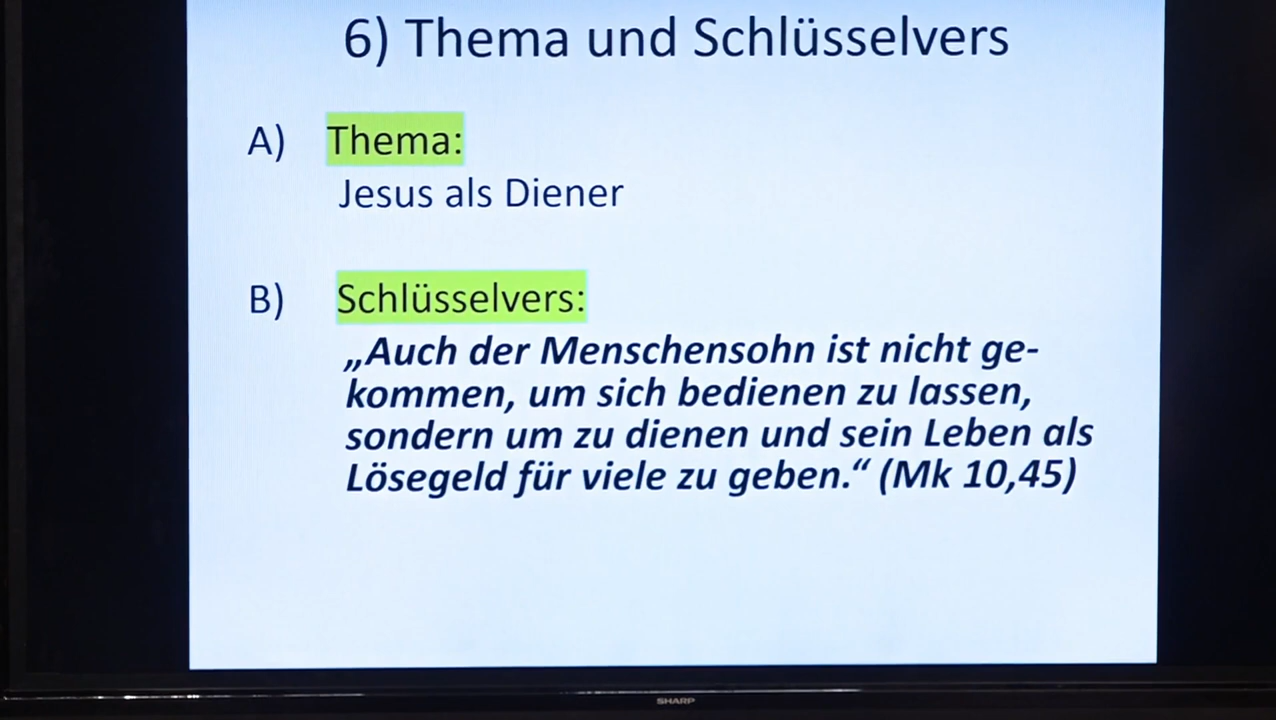 6) Thema und Schlüsselvers
A) Thema:
Jesus als Diener
B) Schlüsselvers:
„Auch der Menschensohn ist nicht ge-
kommen, um sich bedienen zu lassen,
sondern um zu dienen und sein Leben als
Lösegeld für viele zu geben.“ (Mk 10,45)
SHARP